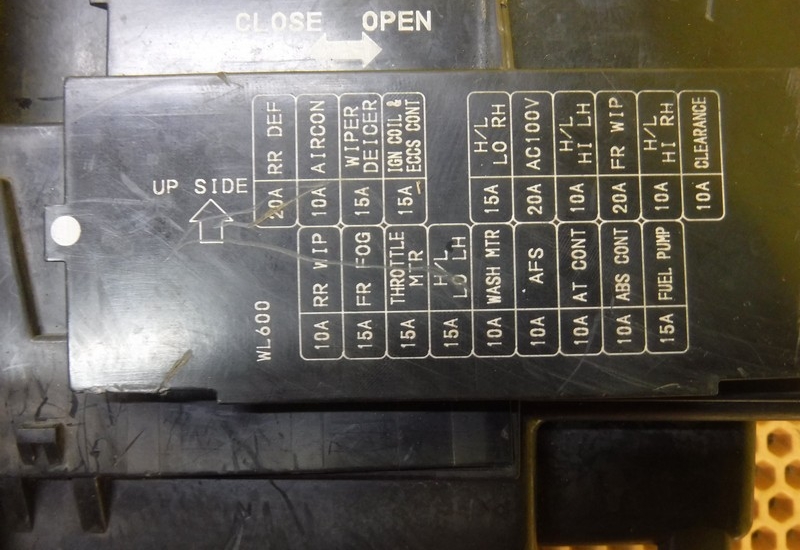 CLOSE OPEN
UP SIDE
WL600
20A RR DEF
10A AIRCON
15A WIPER
DEICER
15A IGN COIL &
ECCS CONT
15A H/L
LO RH
20A AC100V
10A H/L
HI LH
20A FR WIP
10A H/L
HI RH
10A CLEARANCE
10A RR WIP
15A FR FOG
15A THROTTLE
MTR
15A H/L
LO LH
10A WASH MTR
10A AFS
10A AT CONT
10A ABS CONT
15A FUEL PUMP